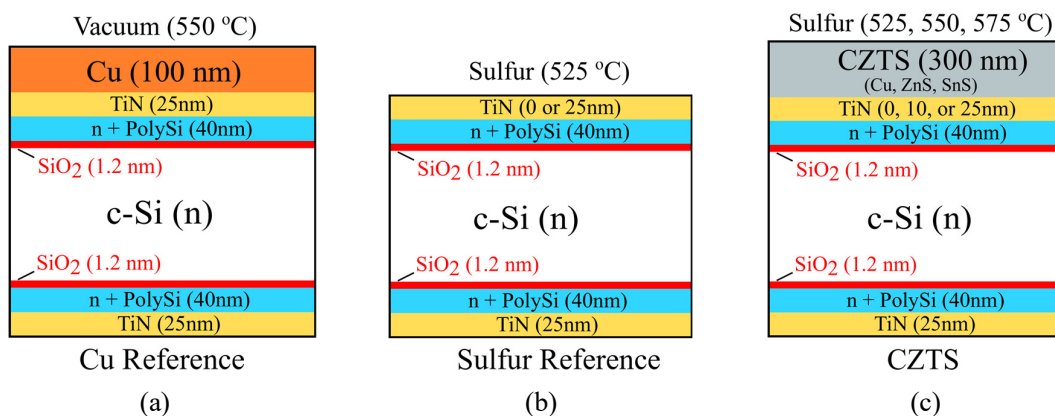 Vacuum (550 °C)
Cu (100 nm)
TiN (25nm)
n + PolySi (40nm)
SiO2 (1.2 nm)
c-Si (n)
SiO2 (1.2 nm)
n + PolySi (40nm)
TiN (25nm)
Cu Reference
(a)
Sulfur (525 °C)
TiN (0 or 25nm)
n + PolySi (40nm)
SiO2 (1.2 nm)
c-Si (n)
SiO2 (1.2 nm)
n + PolySi (40nm)
TiN (25nm)
Sulfur Reference
(b)
Sulfur (525, 550, 575 °C)
CZTS (300 nm)
(Cu, ZnS, SnS)
TiN (0, 10, or 25nm)
n + PolySi (40nm)
SiO2 (1.2 nm)
c-Si (n)
SiO2 (1.2 nm)
n + PolySi (40nm)
TiN (25nm)
CZTS
(c)